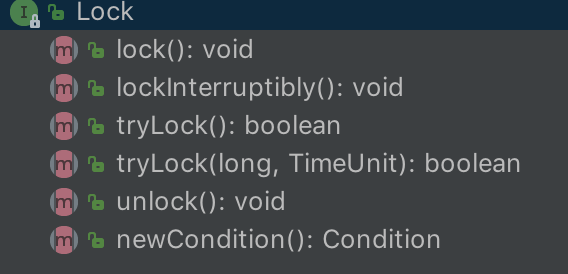 I Lock
m lock(): void
m lockInterruptibly(): void
m tryLock(): boolean
m tryLock(long, TimeUnit): boolean
m unlock(): void
m newCondition(): Condition